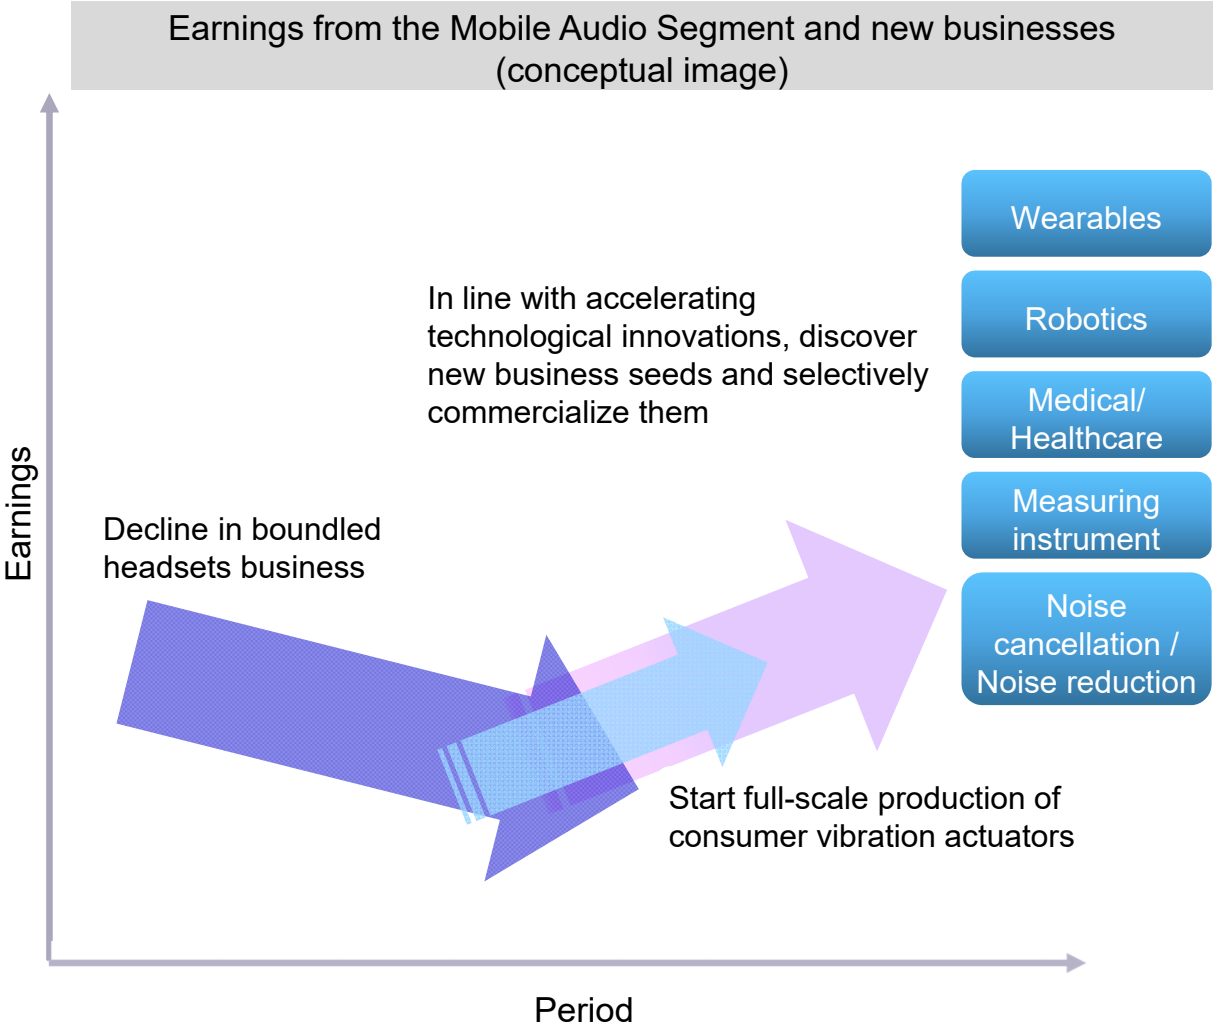 Earnings from the Mobile Audio Segment and new businesses
(conceptual image)
Wearables
Robotics
Medical/
Healthcare
Measuring
instrument
Noise
cancellation /
Noise reduction
In line with accelerating
technological innovations, discover
new business seeds and selectively
commercialize them
Decline in boundled
headsets business
Start full-scale production of
consumer vibration actuators
Earnings
Period